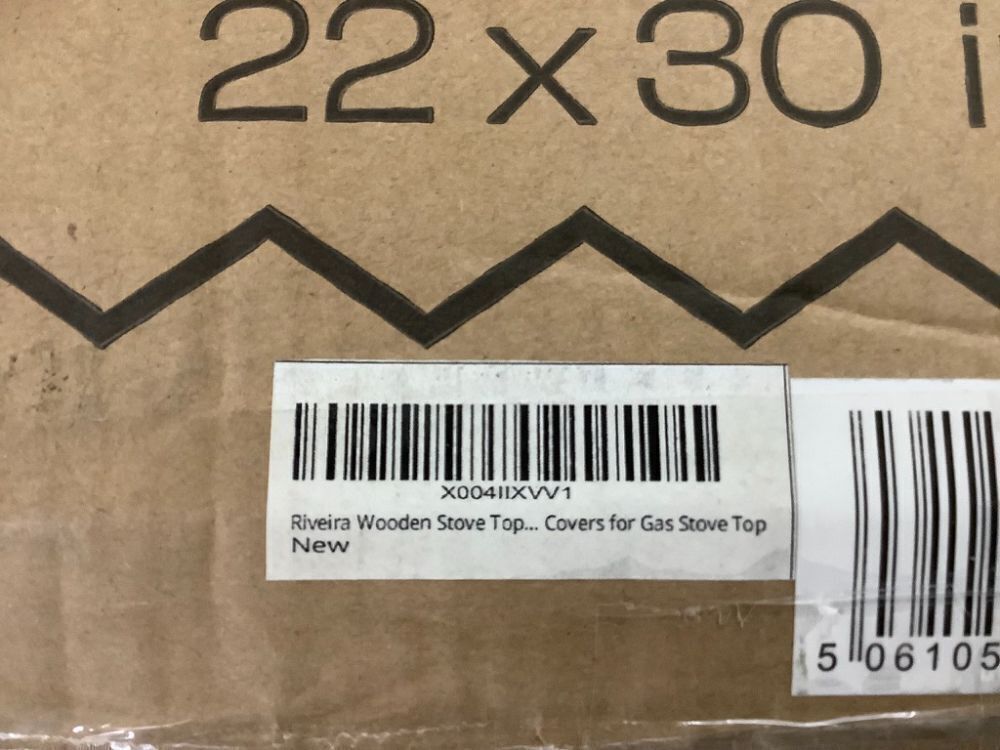 22 x 30 i
X004IIXVV1
Riveira Wooden Stove Top... Covers for Gas Stove Top
New
5 06105